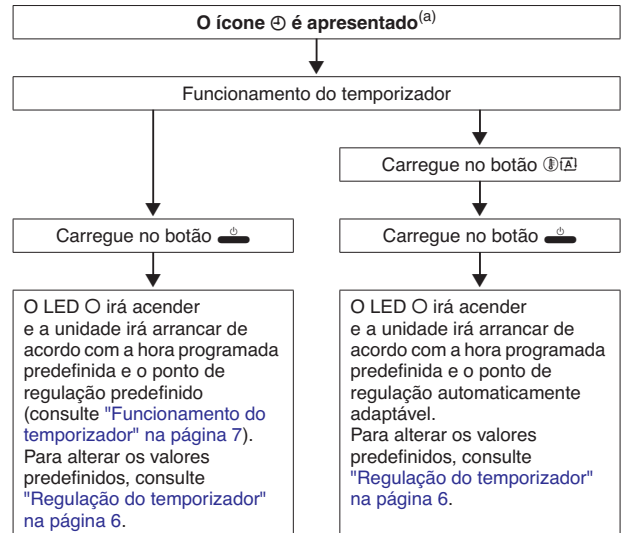 O ícone é apresentado(a)
Funcionamento do temporizador
Carregue no botão A
Carregue no botão
Carregue no botão
O LED irá acender
e a unidade irá arrancar de
acordo com a hora programada
predefinida e o ponto de
regulação predefinido
(consulte "Funcionamento do
temporizador" na página 7).
Para alterar os valores
predefinidos, consulte
"Regulação do temporizador"
na página 6.
O LED irá acender
e a unidade irá arrancar de
acordo com a hora programada
predefinida e o ponto de
regulação automaticamente
adaptável.
Para alterar os valores
predefinidos, consulte
"Regulação do temporizador"
na página 6.